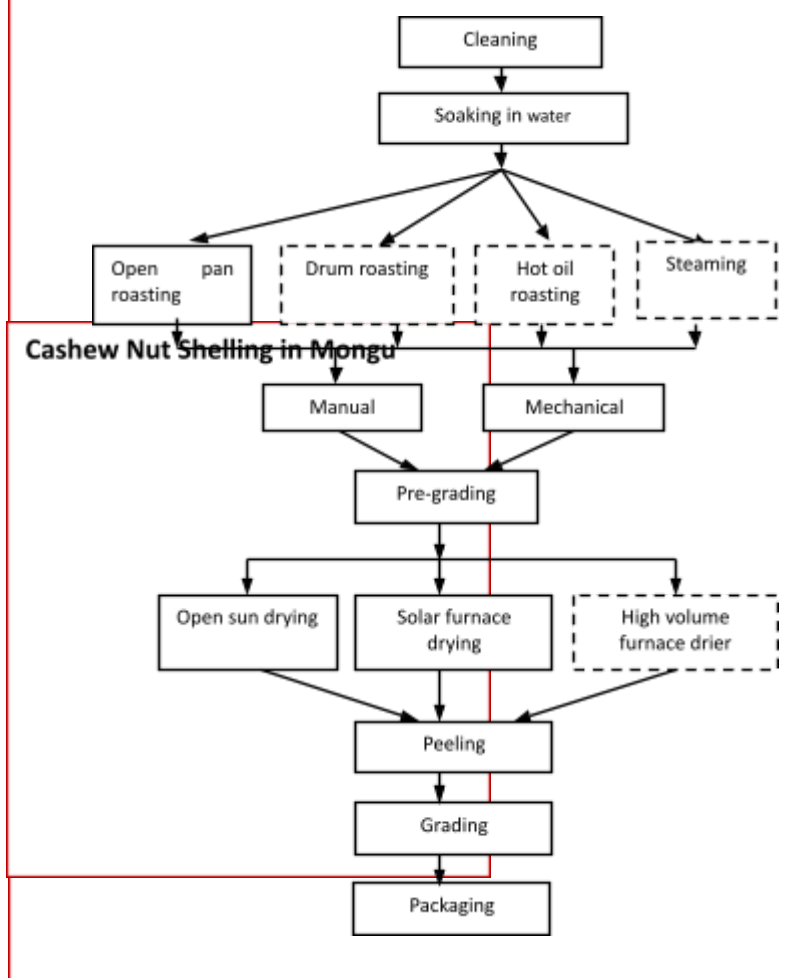 Cleaning
Soaking in water
Open pan
roasting
Drum roasting
Hot oil
roasting
Steaming
Cashew Nut Shelling in Mongu
Manual
Mechanical
Pre-grading
Open sun drying
Solar furnace
drying
High volume
furnace drier
Peeling
Grading
Packaging